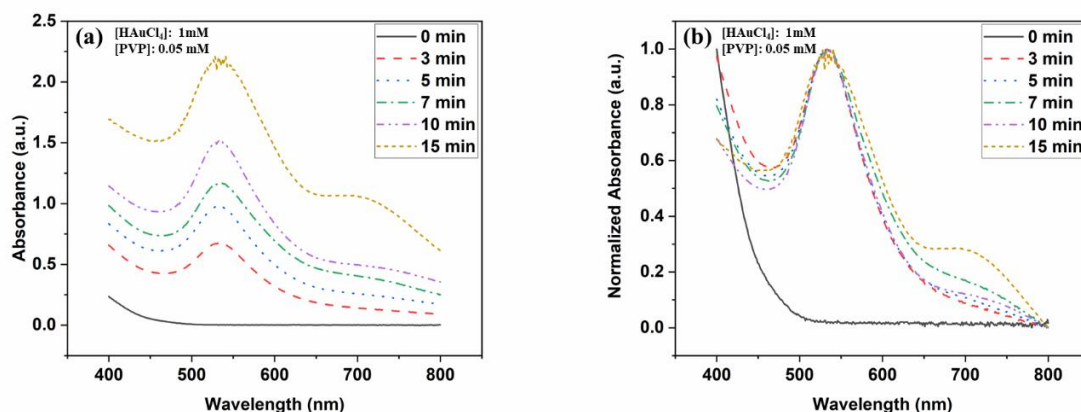 (a)
[HAuCl₄]: 1mM
[PVP]: 0.05 mM
0 min
3 min
5 min
7 min
10 min
15 min
2.5
2.0
1.5
1.0
0.5
0.0
Absorbance (a.u.)
400 500 600 700 800
Wavelength (nm)
(b)
[HAuCl₄]: 1mM
[PVP]: 0.05 mM
0 min
3 min
5 min
7 min
10 min
15 min
1.0
0.8
0.6
0.4
0.2
0.0
Normalized Absorbance (a.u.)
400 500 600 700 800
Wavelength (nm)